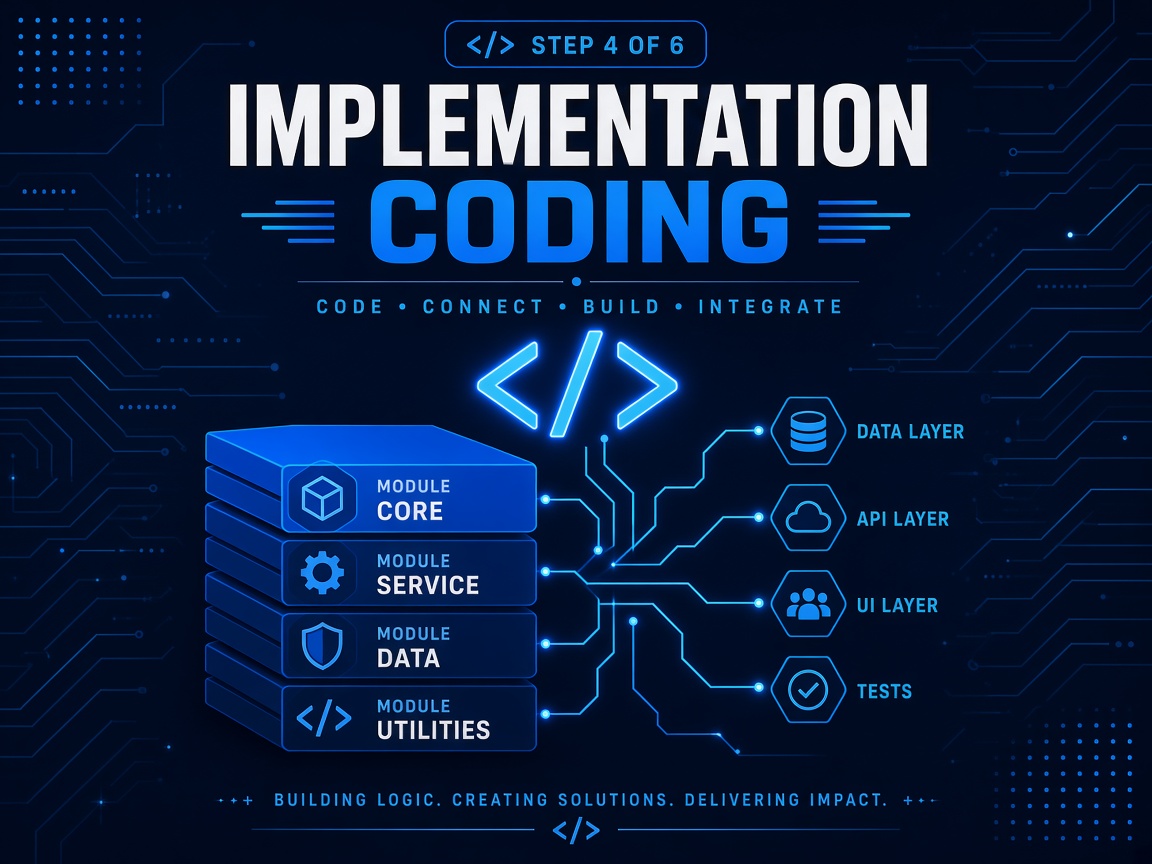 </> STEP 4 OF 6
IMPLEMENTATION
CODING
CODE • CONNECT • BUILD • INTEGRATE
</>
MODULE
CORE
MODULE
SERVICE
MODULE
DATA
</> MODULE
UTILITIES
DATA LAYER
API LAYER
UI LAYER
TESTS
BUILDING LOGIC. CREATING SOLUTIONS. DELIVERING IMPACT.
</>